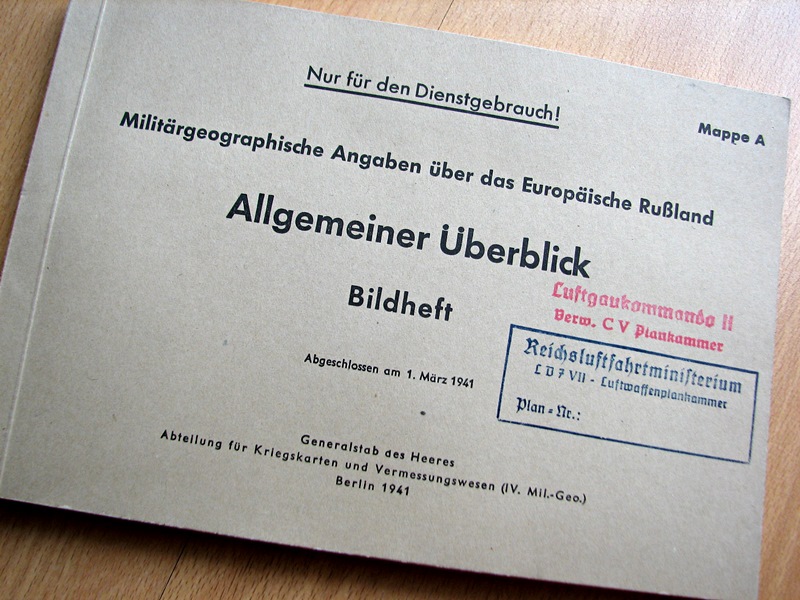 Nur für den Dienstgebrauch!
Mappe A
Militärgeographische Angaben über das Europäische Rußland
Allgemeiner Überblick
Bildheft
Luftgaukommando II
Verw. C V Plankammer
Reichsluftfahrtministerium
L D 7 VII - Luftwaffenplankammer
Plan-Nr.:
Abgeschlossen am 1. März 1941
Generalstab des Heeres
Abteilung für Kriegskarten und Vermessungswesen (IV. Mil.-Geo.)
Berlin 1941